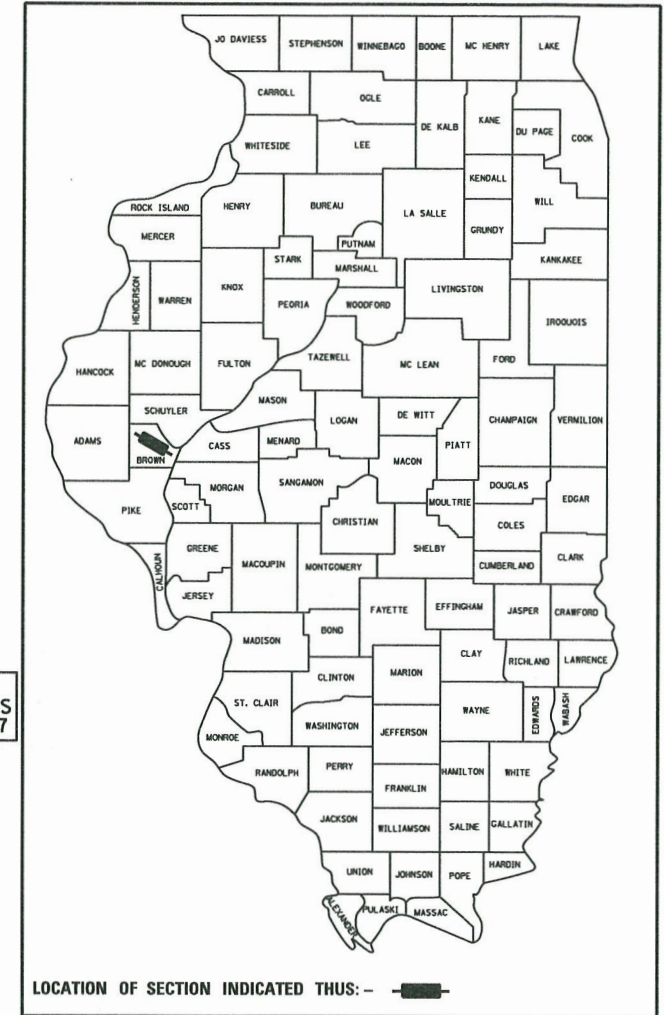 JO DAVIESS
STEPHENSON
WINNEBAGO
BOONE
MC HENRY
LAKE
CARROLL
OGLE
DE KALB
KANE
DU PAGE
COOK
WHITESIDE
LEE
KENDALL
ROCK ISLAND
HENRY
BUREAU
LA SALLE
WILL
MERCER
PUTNAM
GRUNDY
STARK
MARSHALL
KANKAKEE
HENDERSON
WARREN
KNOX
PEORIA
WOODFORD
LIVINGSTON
IROQUOIS
HANCOCK
MC DONOUGH
FULTON
TAZEWELL
MC LEAN
FORD
MASON
SCHUYLER
LOGAN
DE WITT
CHAMPAIGN
VERMILION
ADAMS
BROWN
CASS
MENARD
MACON
PIATT
PIKE
SCOTT
MORGAN
SANGAMON
MOULTRIE
DOUGLAS
EDGAR
CHRISTIAN
COLES
CALHOUN
GREENE
MACOUPIN
MONTGOMERY
SHELBY
CUMBERLAND
CLARK
JERSEY
FAYETTE
EFFINGHAM
JASPER
CRAWFORD
MADISON
BOND
CLAY
RICHLAND
LAWRENCE
CLINTON
MARION
ST. CLAIR
WAYNE
EDWARDS
WABASH
S
7
MONROE
WASHINGTON
JEFFERSON
RANDOLPH
PERRY
FRANKLIN
HAMILTON
WHITE
JACKSON
WILLIAMSON
SALINE
GALLATIN
UNION
JOHNSON
POPE
HARDIN
ALEXANDER
PULASKI
MASSAC
LOCATION OF SECTION INDICATED THUS: -